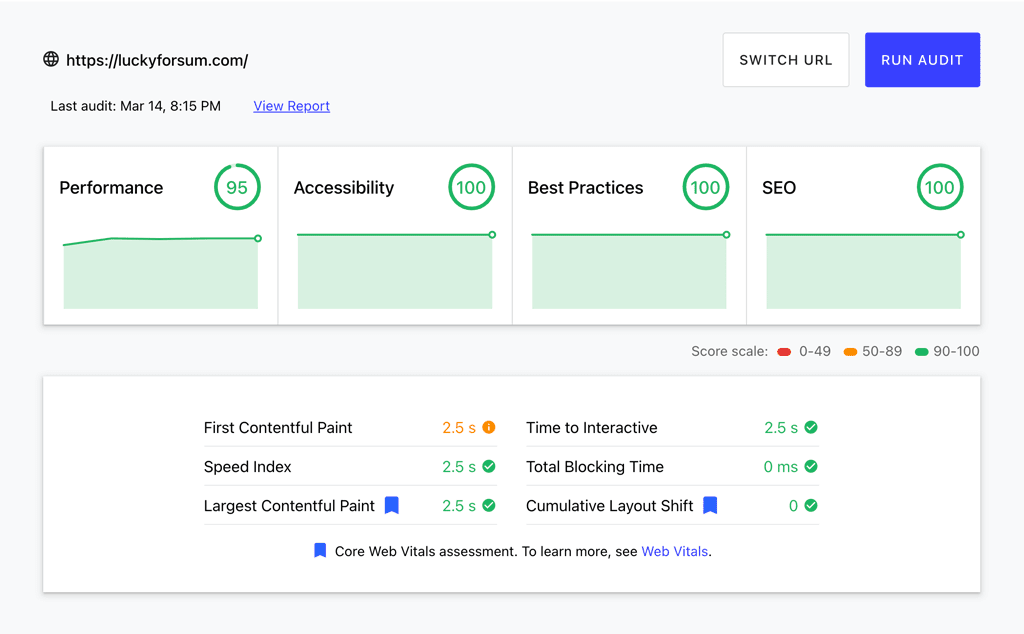 https://luckyforsum.com/
SWITCH URL
RUN AUDIT
Last audit: Mar 14, 8:15 PM
View Report
Performance 95
Accessibility 100
Best Practices 100
SEO 100
Score scale: 0-49 50-89 90-100
First Contentful Paint 2.5 s
Time to Interactive 2.5 s
Speed Index 2.5 s
Total Blocking Time 0 ms
Largest Contentful Paint 2.5 s
Cumulative Layout Shift 0
Core Web Vitals assessment. To learn more, see Web Vitals.